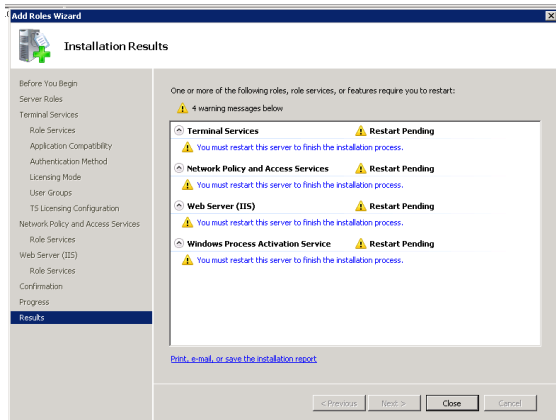 Add Roles Wizard
Installation Results
Before You Begin
Server Roles
Terminal Services
Role Services
Application Compatibility
Authentication Method
Licensing Mode
User Groups
TS Licensing Configuration
Network Policy and Access Services
Role Services
Web Server (IIS)
Role Services
Confirmation
Progress
Results
One or more of the following roles, role services, or features require you to restart:
4 warning messages below
Terminal Services Restart Pending
You must restart this server to finish the installation process.
Network Policy and Access Services Restart Pending
You must restart this server to finish the installation process.
Web Server (IIS) Restart Pending
You must restart this server to finish the installation process.
Windows Process Activation Service Restart Pending
You must restart this server to finish the installation process.
Print, e-mail, or save the installation report
< Previous Next > Close Cancel